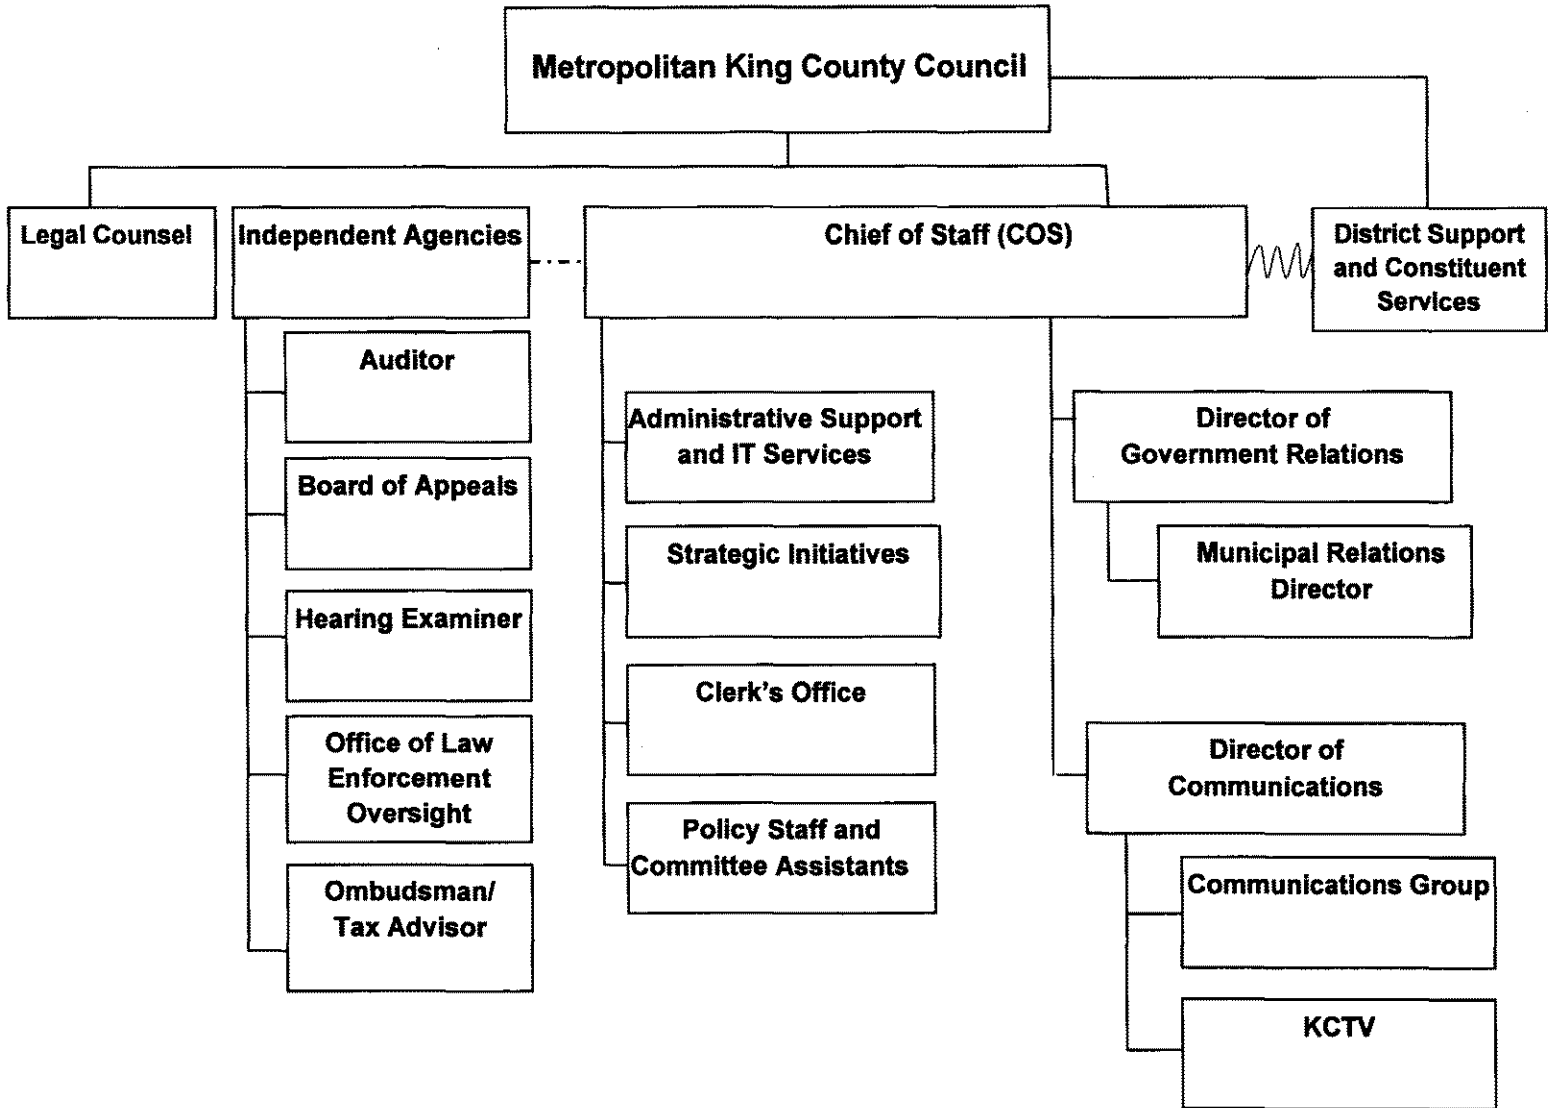 Metropolitan King County Council
Legal Counsel
Independent Agencies
Chief of Staff (COS)
District Support
and Constituent
Services
Auditor
Board of Appeals
Hearing Examiner
Office of Law
Enforcement
Oversight
Ombudsman/
Tax Advisor
Administrative Support
and IT Services
Strategic Initiatives
Clerk's Office
Policy Staff and
Committee Assistants
Director of
Government Relations
Municipal Relations
Director
Director of
Communications
Communications Group
KCTV